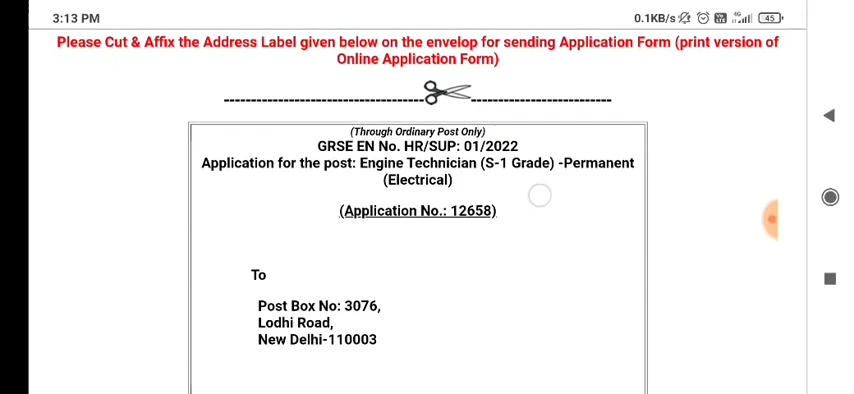 3:13 PM
0.1KB/s
4G
45
Please Cut & Affix the Address Label given below on the envelop for sending Application Form (print version of
Online Application Form)
(Through Ordinary Post Only)
GRSE EN No. HR/SUP: 01/2022
Application for the post: Engine Technician (S-1 Grade) -Permanent
(Electrical)
(Application No.: 12658)
To
Post Box No: 3076,
Lodhi Road,
New Delhi-110003